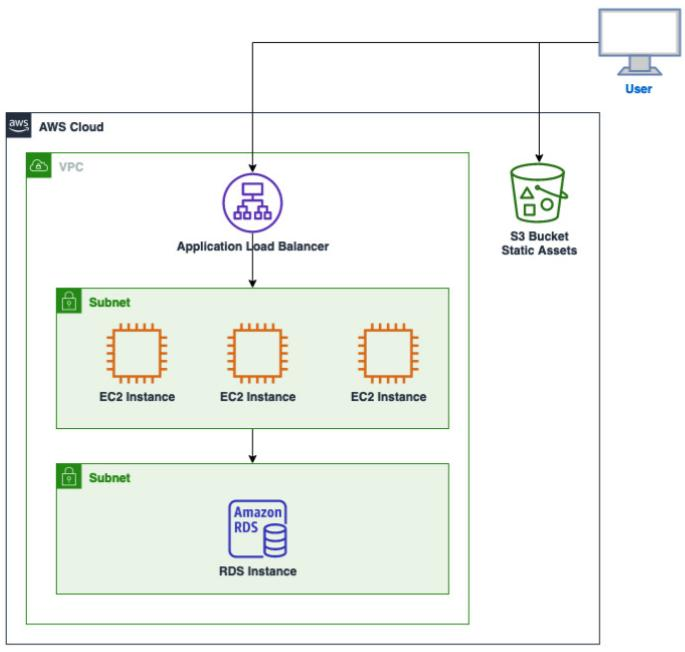 User
aws
AWS Cloud
VPC
Application Load Balancer
S3 Bucket
Static Assets
Subnet
EC2 Instance
EC2 Instance
EC2 Instance
Subnet
Amazon
RDS
RDS Instance